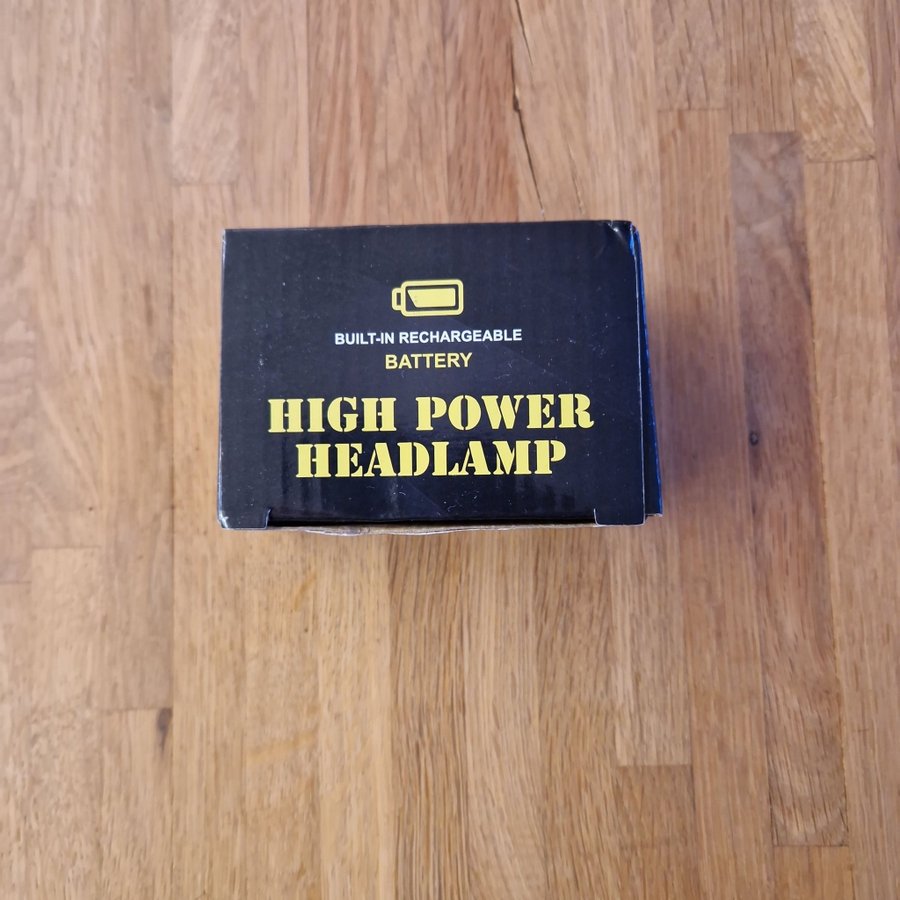 BUILT-IN RECHARGEABLE
BATTERY
HIGH POWER
HEADLAMP